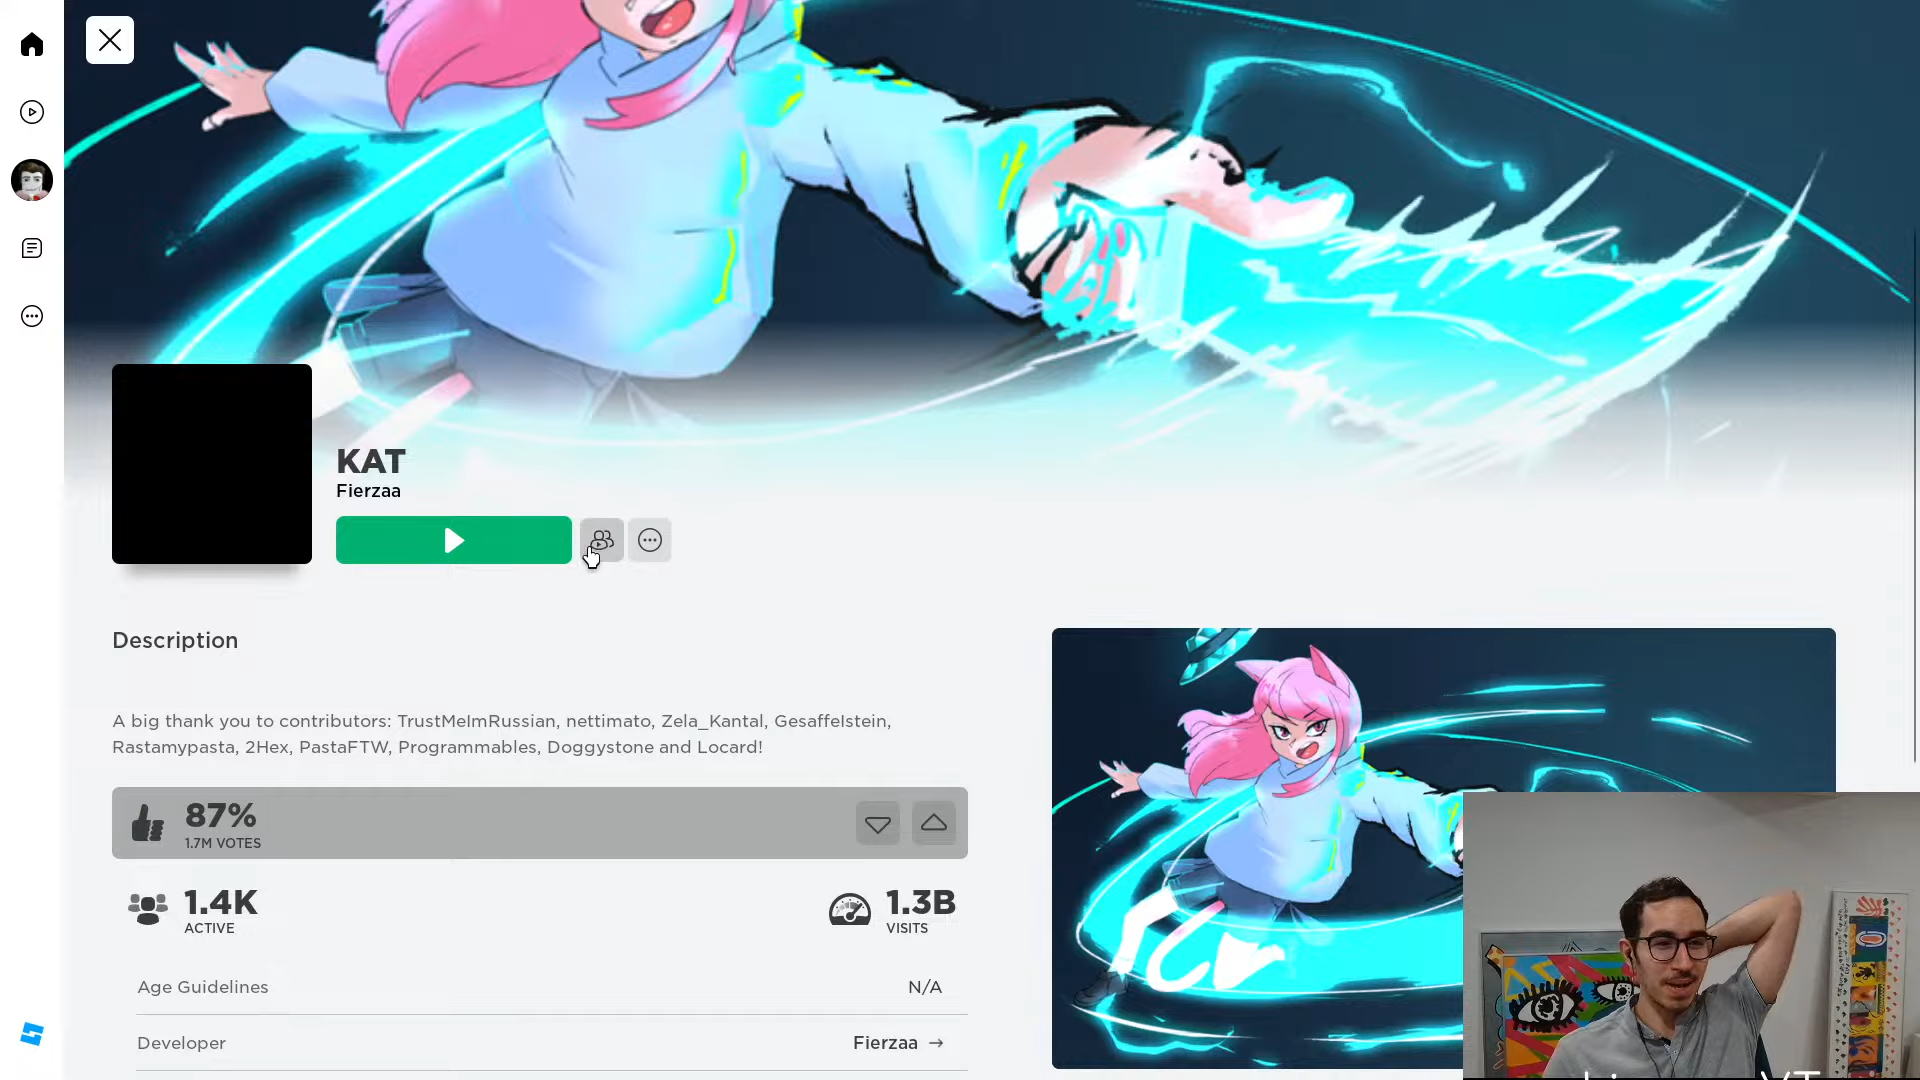 KAT
Fierzaa
Description
A big thank you to contributors: TrustMeImRussian, nettimato, Zela_Kantal, Gesaffelstein,
Rastamypasta, 2Hex, PastaFTW, Programmables, Doggystone and Locard!
87%
1.7M VOTES
1.4K
ACTIVE
1.3B
VISITS
Age Guidelines
N/A
Developer
Fierzaa →